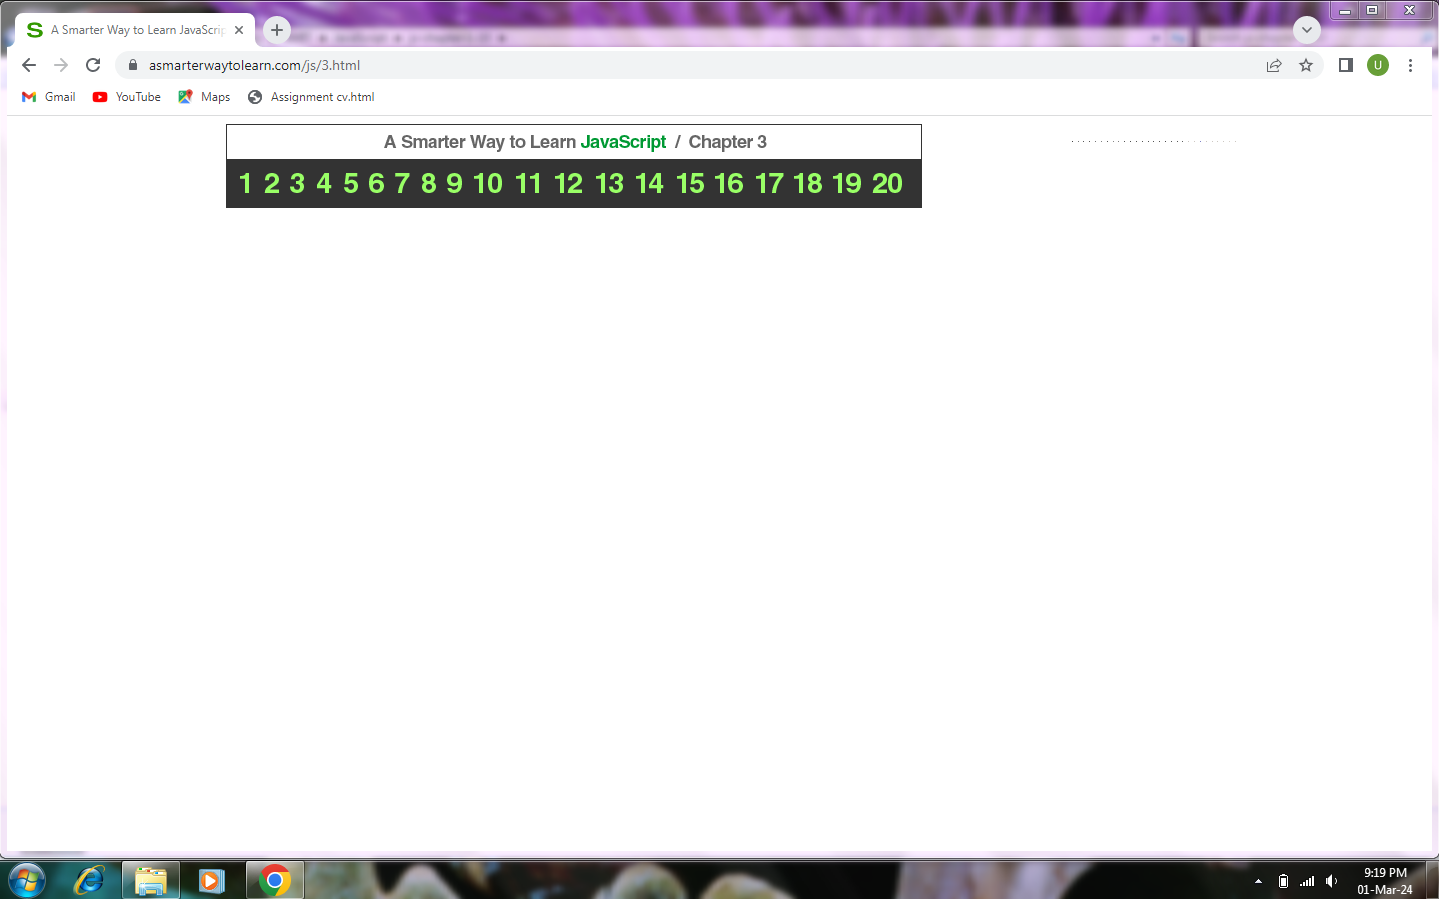 A Smarter Way to Learn JavaScrip
asmarterwaytolearn.com/js/3.html
U
Gmail
YouTube
Maps
Assignment cv.html
A Smarter Way to Learn JavaScript / Chapter 3
1 2 3 4 5 6 7 8 9 10 11 12 13 14 15 16 17 18 19 20
9:19 PM
01-Mar-24